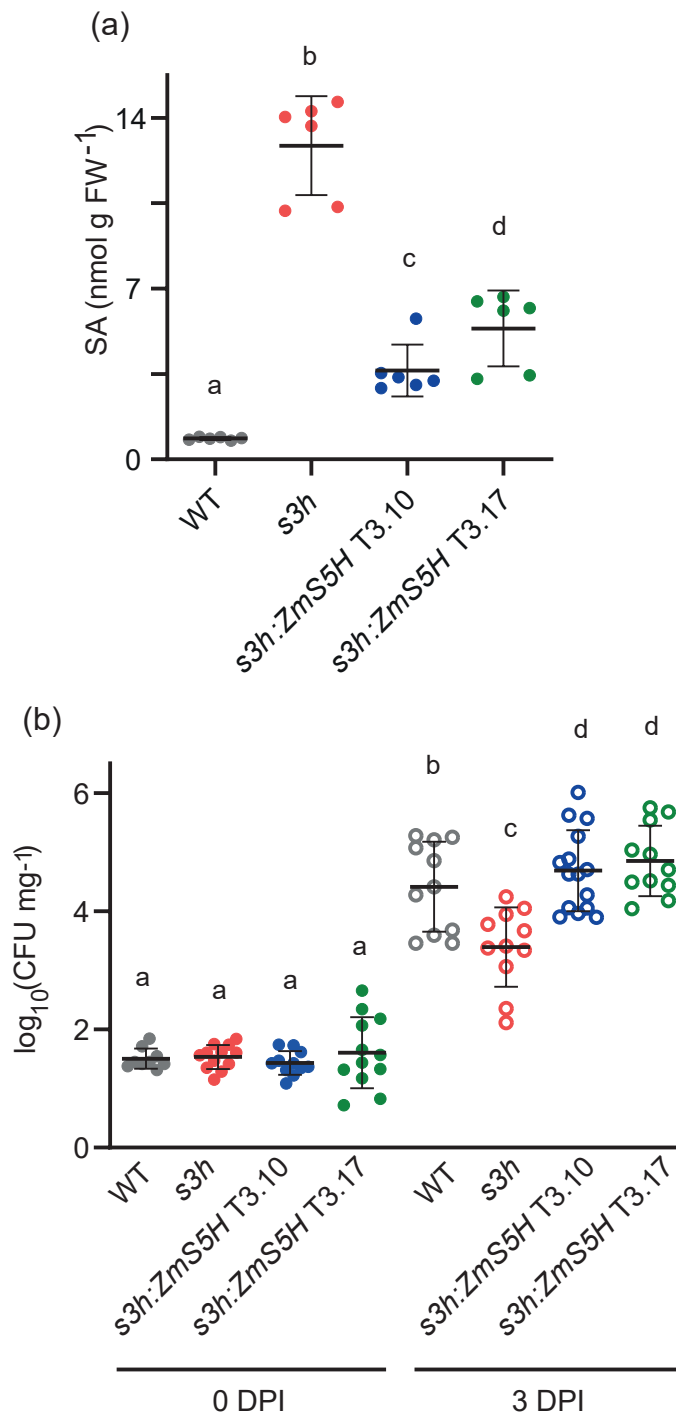 (a)
b
14
SA (nmol g FW-1)
d
c
7
a
0
WT
s3h
s3h:ZmS5H T3.10
s3h:ZmS5H T3.17
(b)
6
d
d
b
c
4
log10(CFU mg-1)
a
a
a
a
2
0
WT
s3h
s3h:ZmS5H T3.10
s3h:ZmS5H T3.17
WT
s3h
s3h:ZmS5H T3.10
s3h:ZmS5H T3.17
0 DPI
3 DPI